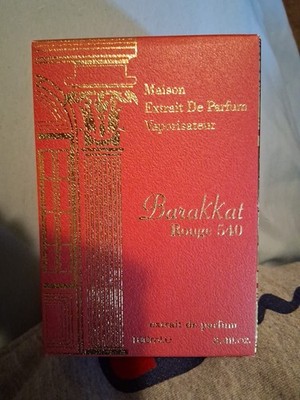 Maison
Extrait De Parfum
Vaporisateur
Barakkat
Rouge 540
extrait de parfum